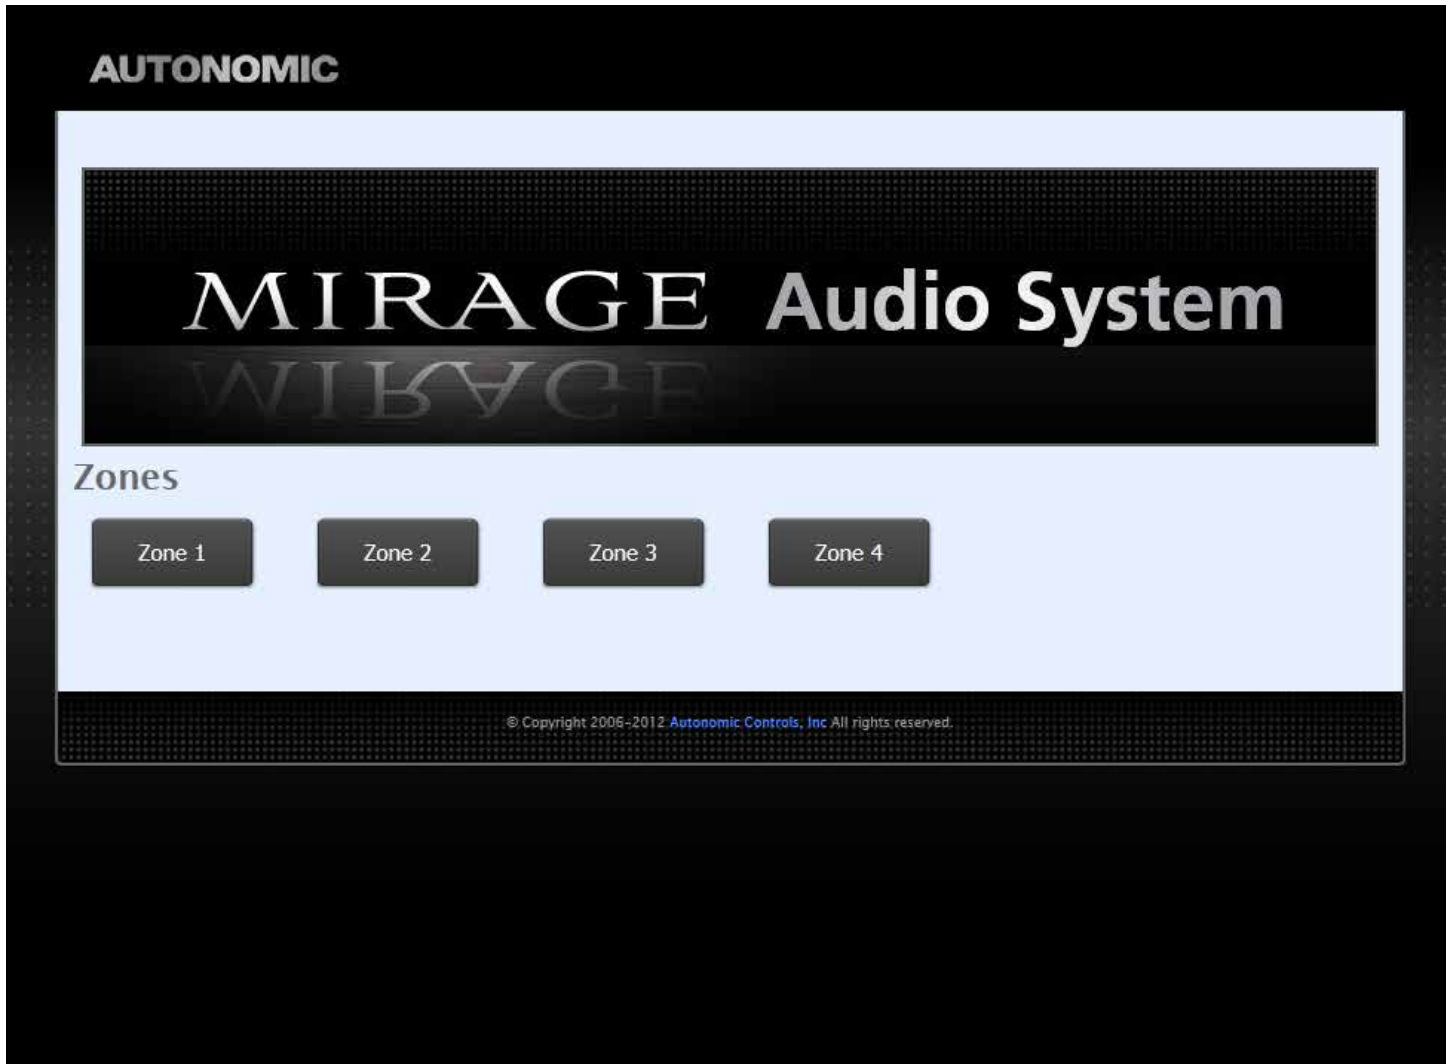 AUTONOMIC
MIRAGE Audio System
Zones
Zone 1 Zone 2 Zone 3 Zone 4
© Copyright 2006-2012 Autonomic Controls, Inc All rights reserved.